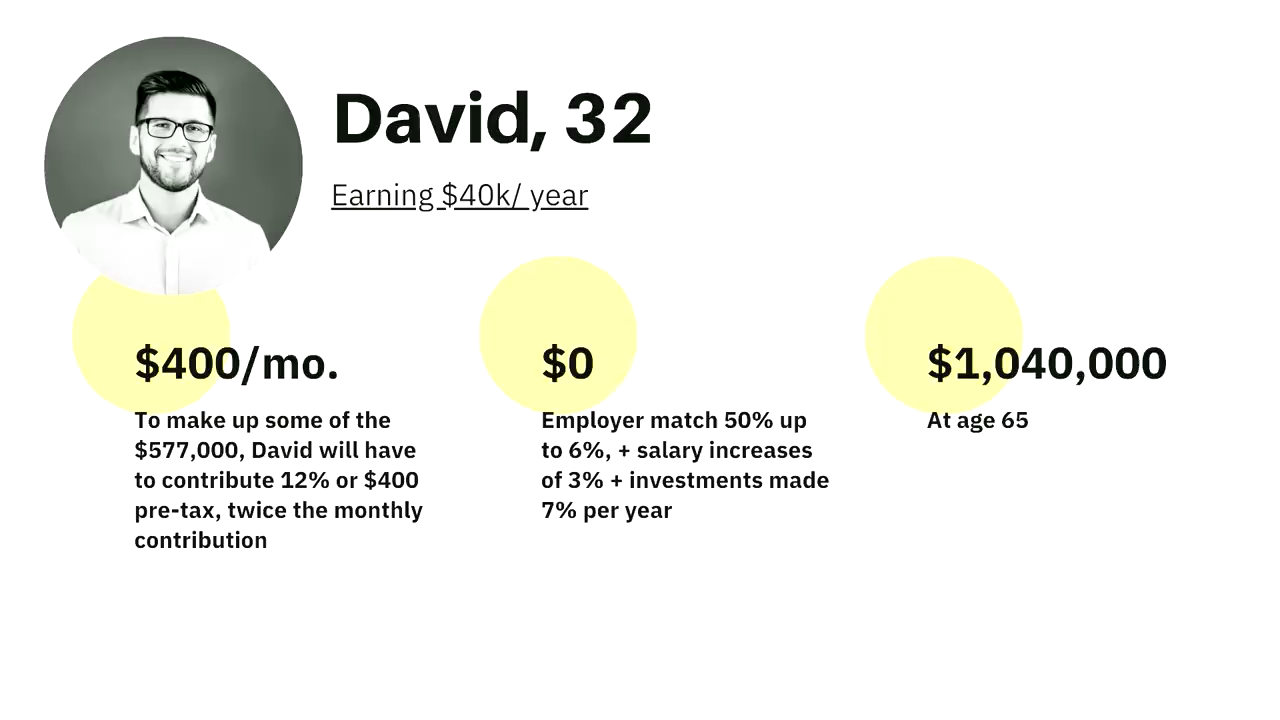 David, 32
Earning $40k/ year
$400/mo.
To make up some of the
$577,000, David will have
to contribute 12% or $400
pre-tax, twice the monthly
contribution
$0
Employer match 50% up
to 6%, + salary increases
of 3% + investments made
7% per year
$1,040,000
At age 65